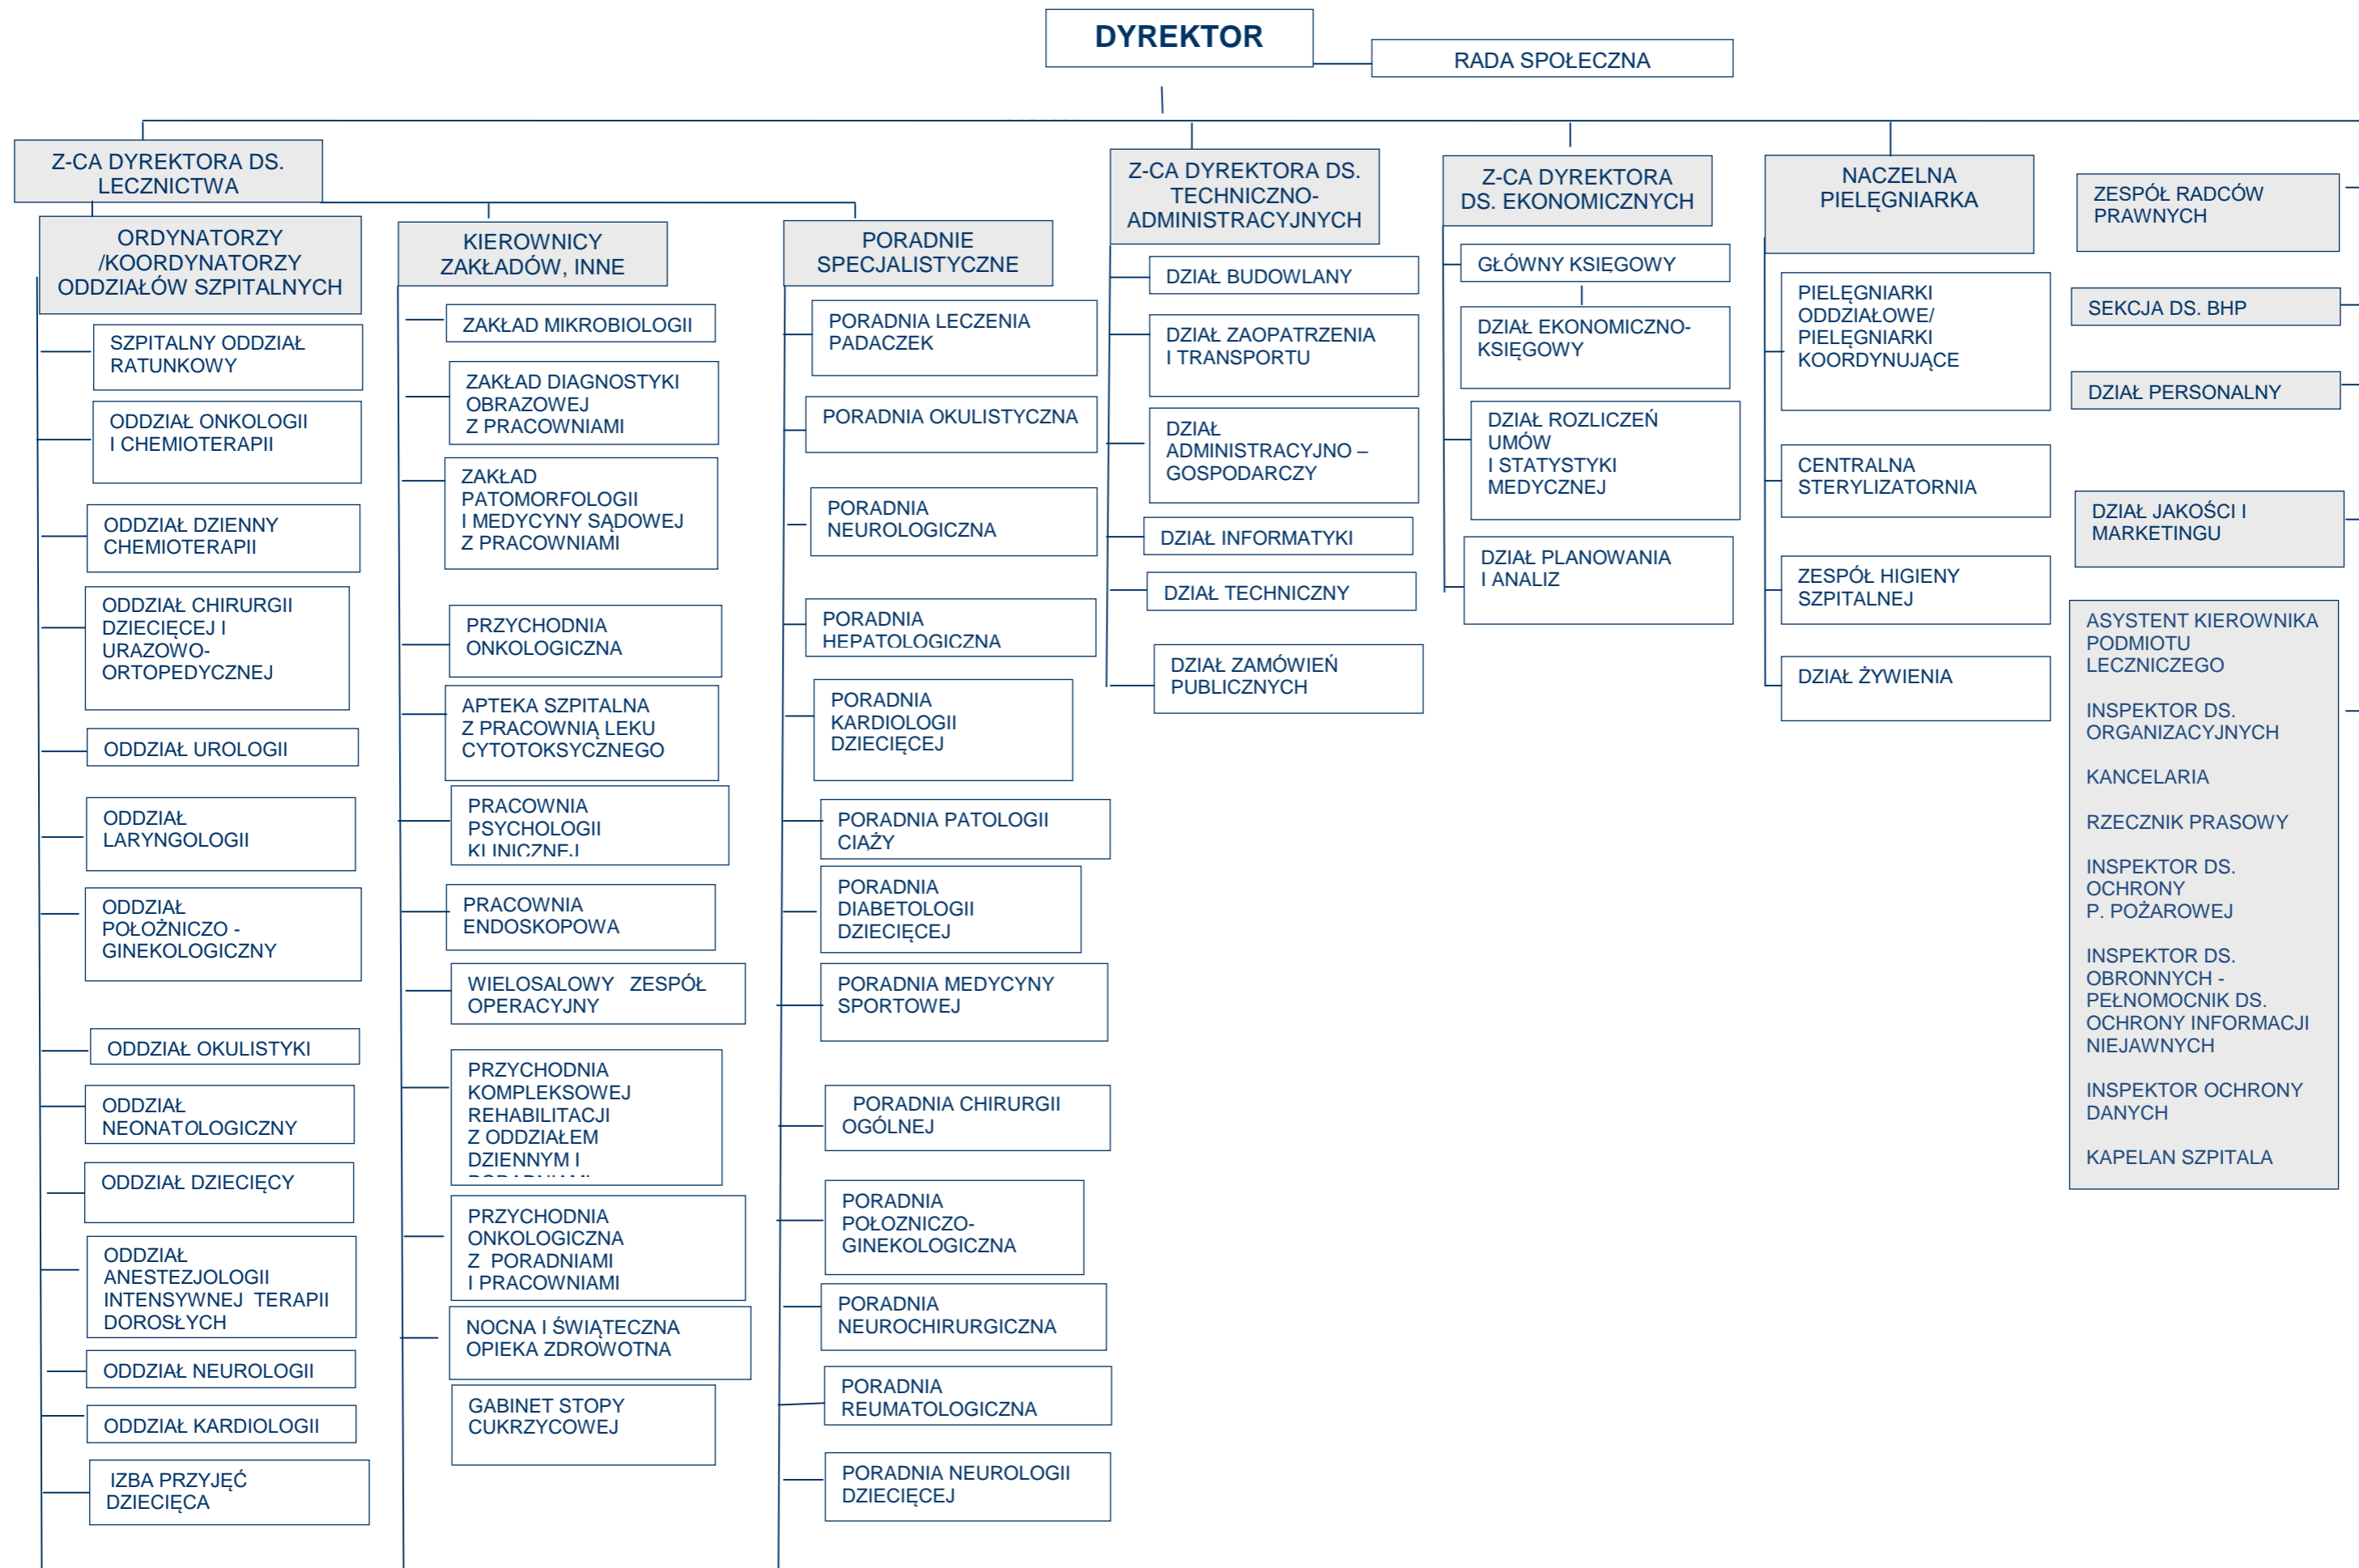 DYREKTOR
RADA SPOŁECZNA
Z-CA DYREKTORA DS.
LECZNICTWA
ORDYNATORZY
/KOORDYNATORZY
ODDZIAŁÓW SZPITALNYCH
SZPITALNY ODDZIAŁ
RATUNKOWY
ODDZIAŁ ONKOLOGII
I CHEMIOTERAPII
ODDZIAŁ DZIENNY
CHEMIOTERAPII
ODDZIAŁ CHIRURGII
DZIECIĘCEJ I
URAZOWO-
ORTOPEDYCZNEJ
ODDZIAŁ UROLOGII
ODDZIAŁ
LARYNGOLOGII
ODDZIAŁ
POŁOŻNICZO -
GINEKOLOGICZNY
ODDZIAŁ OKULISTYKI
ODDZIAŁ
NEONATOLOGICZNY
ODDZIAŁ DZIECIĘCY
ODDZIAŁ
ANESTEZJOLOGII
INTENSYWNEJ TERAPII
DOROSŁYCH
ODDZIAŁ NEUROLOGII
ODDZIAŁ KARDIOLOGII
IZBA PRZYJĘĆ
DZIECIĘCA
KIEROWNICY
ZAKŁADÓW, INNE
ZAKŁAD MIKROBIOLOGII
ZAKŁAD DIAGNOSTYKI
OBRAZOWEJ
Z PRACOWNIAMI
ZAKŁAD
PATOMORFOLOGII
I MEDYCYNY SĄDOWEJ
Z PRACOWNIAMI
PRZYCHODNIA
ONKOLOGICZNA
APTEKA SZPITALNA
Z PRACOWNIĄ LEKU
CYTOTOKSYCZNEGO
PRACOWNIA
PSYCHOLOGII
KLINICZNEJ
PRACOWNIA
ENDOSKOPOWA
WIELOSALOWY ZESPÓŁ
OPERACYJNY
PRZYCHODNIA
KOMPLEKSOWEJ
REHABILITACJI
Z ODDZIAŁEM
DZIENNYM I
PORADNIAMI
PRZYCHODNIA
ONKOLOGICZNA
Z PORADNIAMI
I PRACOWNIAMI
NOCNA I ŚWIĄTECZNA
OPIEKA ZDROWOTNA
GABINET STOPY
CUKRZYCOWEJ
PORADNIE
SPECJALISTYCZNE
PORADNIA LECZENIA
PADACZEK
PORADNIA OKULISTYCZNA
PORADNIA
NEUROLOGICZNA
PORADNIA
HEPATOLOGICZNA
PORADNIA
KARDIOLOGII
DZIECIĘCEJ
PORADNIA PATOLOGII
CIĄŻY
PORADNIA
DIABETOLOGII
DZIECIĘCEJ
PORADNIA MEDYCYNY
SPORTOWEJ
PORADNIA CHIRURGII
OGÓLNEJ
PORADNIA
POŁOZNICZO-
GINEKOLOGICZNA
PORADNIA
NEUROCHIRURGICZNA
PORADNIA
REUMATOLOGICZNA
PORADNIA NEUROLOGII
DZIECIĘCEJ
Z-CA DYREKTORA DS.
TECHNICZNO-
ADMINISTRACYJNYCH
DZIAŁ BUDOWLANY
DZIAŁ ZAOPATRZENIA
I TRANSPORTU
DZIAŁ
ADMINISTRACYJNO –
GOSPODARCZY
DZIAŁ INFORMATYKI
DZIAŁ TECHNICZNY
DZIAŁ ZAMÓWIEŃ
PUBLICZNYCH
Z-CA DYREKTORA
DS. EKONOMICZNYCH
GŁÓWNY KSIĘGOWY
DZIAŁ EKONOMICZNO-
KSIĘGOWY
DZIAŁ ROZLICZEŃ
UMÓW
I STATYSTYKI
MEDYCZNEJ
DZIAŁ PLANOWANIA
I ANALIZ
NACZELNA
PIELĘGNIARKA
PIELĘGNIARKI
ODDZIAŁOWE/
PIELĘGNIARKI
KOORDYNUJĄCE
CENTRALNA
STERYLIZATORNIA
ZESPÓŁ HIGIENY
SZPITALNEJ
DZIAŁ ŻYWIENIA
ZESPÓŁ RADCÓW
PRAWNYCH
SEKCJA DS. BHP
DZIAŁ PERSONALNY
DZIAŁ JAKOŚCI I
MARKETINGU
ASYSTENT KIEROWNIKA
PODMIOTU
LECZNICZEGO
INSPEKTOR DS.
ORGANIZACYJNYCH
KANCELARIA
RZECZNIK PRASOWY
INSPEKTOR DS.
OCHRONY
P. POŻAROWEJ
INSPEKTOR DS.
OBRONNYCH -
PEŁNOMOCNIK DS.
OCHRONY INFORMACJI
NIEJAWNYCH
INSPEKTOR OCHRONY
DANYCH
KAPELAN SZPITALA